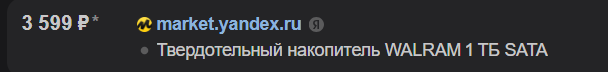 3 599 ₽*
market.yandex.ru Я
Твердотельный накопитель WALRAM 1 ТБ SATA